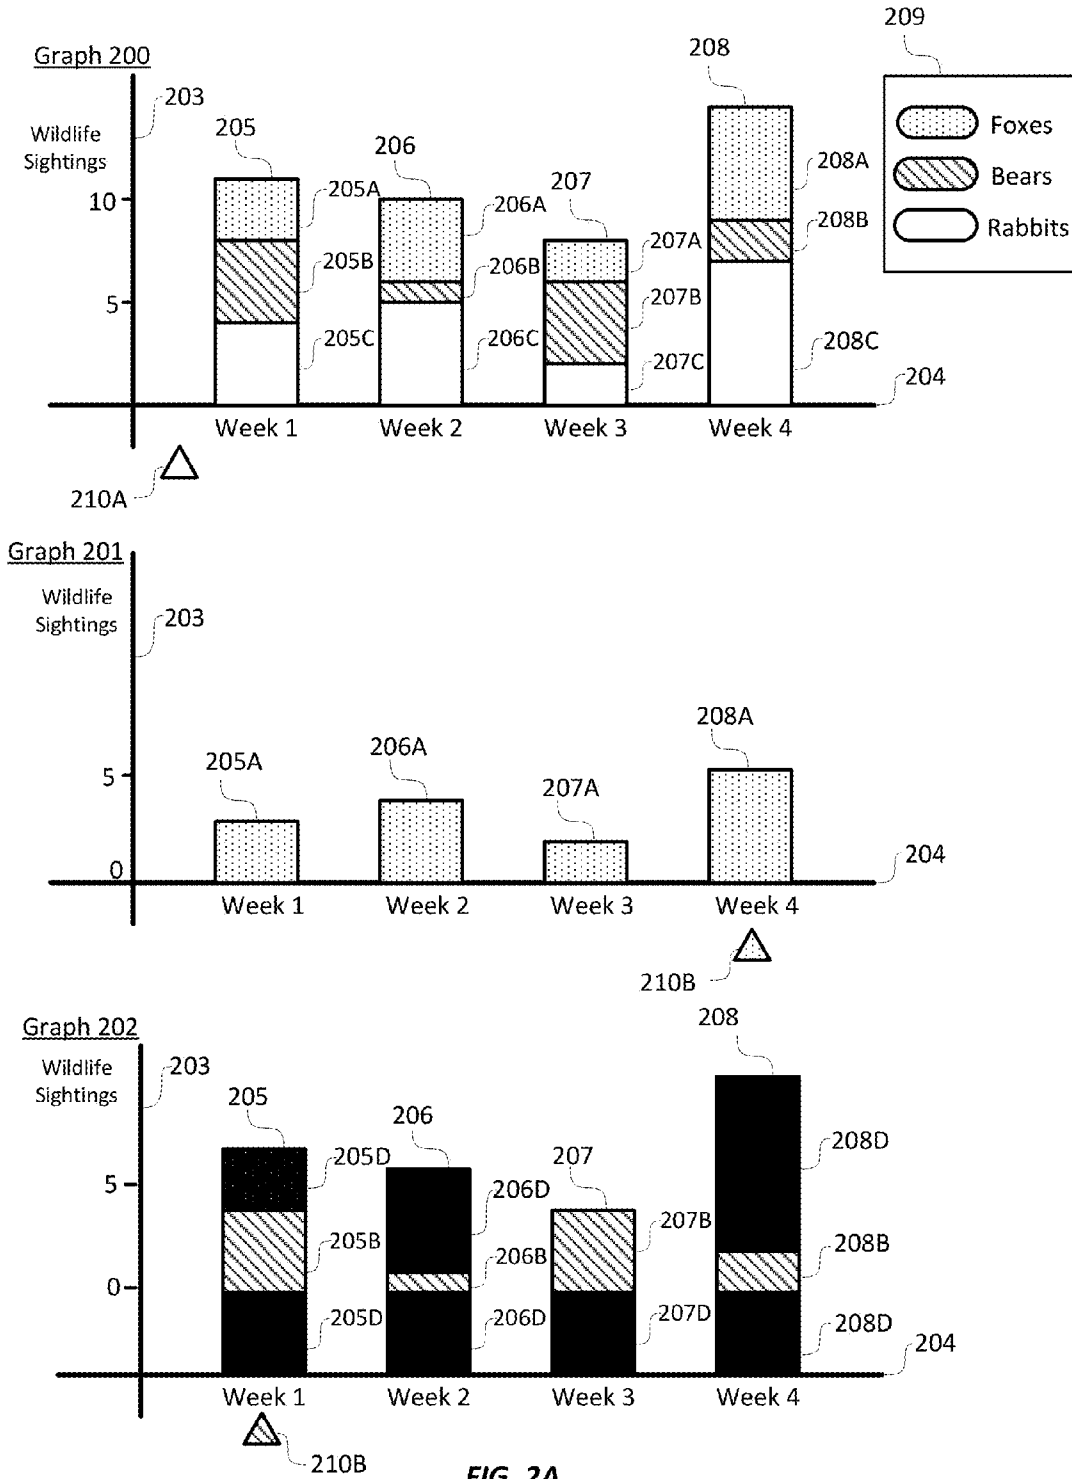 209
208
Graph 200
203
Wildlife
Sightings
205
206
207
Foxes
Bears
Rabbits
205A
206A
207A
208A
10
205B
206B
207B
208B
5
205C
206C
207C
208C
204
Week 1 Week 2 Week 3 Week 4
210A
Graph 201
Wildlife
Sightings
203
208A
206A
205A
207A
5
0
204
Week 1 Week 2 Week 3 Week 4
210B
Graph 202
208
Wildlife
Sightings
203
205
206
207
205D
206D
208D
5
205B
206B
207B
208B
0
205D
206D
207D
208D
204
Week 1 Week 2 Week 3 Week 4
210B
FIG. 2A